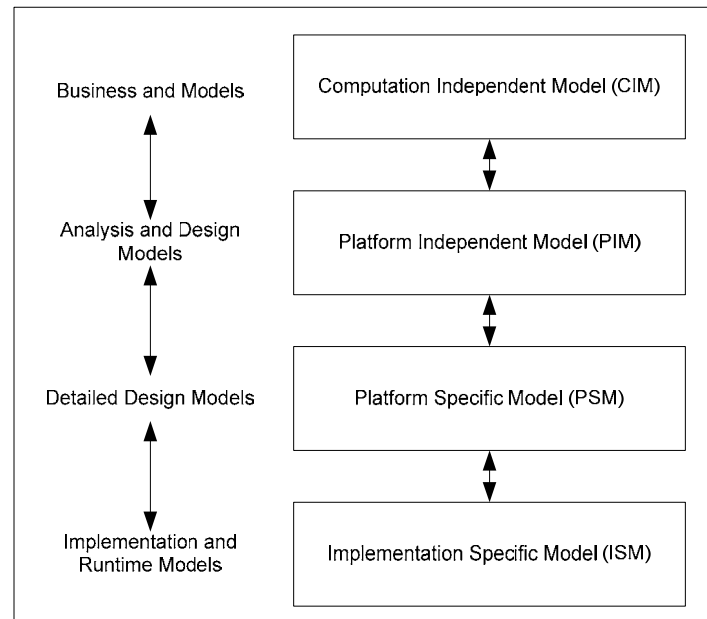 Business and Models
Computation Independent Model (CIM)
Analysis and Design
Models
Platform Independent Model (PIM)
Detailed Design Models
Platform Specific Model (PSM)
Implementation and
Runtime Models
Implementation Specific Model (ISM)